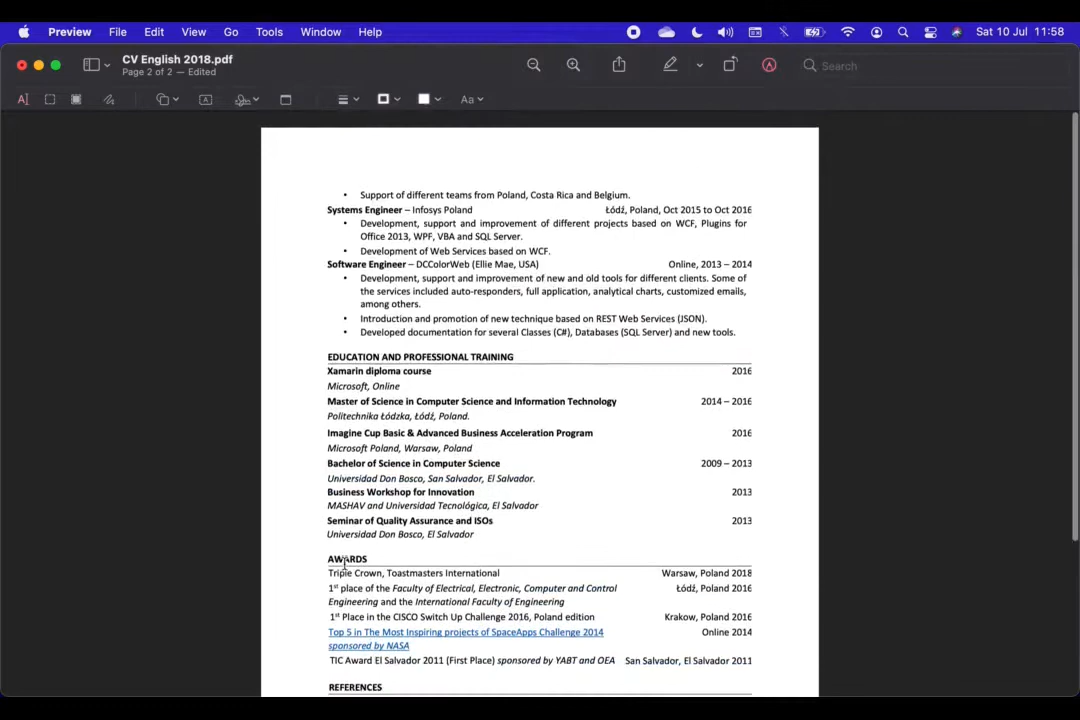 Preview File Edit View Go Tools Window Help Sat 10 Jul 11:58
CV English 2018.pdf
Page 2 of 2 — Edited
Search
A
Aa
• Support of different teams from Poland, Costa Rica and Belgium.
Systems Engineer – Infosys Poland Łódź, Poland, Oct 2015 to Oct 2016
• Development, support and improvement of different projects based on WCF, Plugins for
Office 2013, WPF, VBA and SQL Server.
• Development of Web Services based on WCF.
Software Engineer – DCColorWeb (Ellie Mae, USA) Online, 2013 – 2014
• Development, support and improvement of new and old tools for different clients. Some of
the services included auto-responders, full application, analytical charts, customized emails,
among others.
• Introduction and promotion of new technique based on REST Web Services (JSON).
• Developed documentation for several Classes (C#), Databases (SQL Server) and new tools.
EDUCATION AND PROFESSIONAL TRAINING
Xamarin diploma course 2016
Microsoft, Online
Master of Science in Computer Science and Information Technology 2014 – 2016
Politechnika Łódzka, Łódź, Poland.
Imagine Cup Basic & Advanced Business Acceleration Program 2016
Microsoft Poland, Warsaw, Poland
Bachelor of Science in Computer Science 2009 – 2013
Universidad Don Bosco, San Salvador, El Salvador.
Business Workshop for Innovation 2013
MASHAV and Universidad Tecnológica, El Salvador
Seminar of Quality Assurance and ISOs 2013
Universidad Don Bosco, El Salvador
AWARDS
Triple Crown, Toastmasters International Warsaw, Poland 2018
1st place of the Faculty of Electrical, Electronic, Computer and Control Łódź, Poland 2016
Engineering and the International Faculty of Engineering
1st Place in the CISCO Switch Up Challenge 2016, Poland edition Krakow, Poland 2016
Top 5 in The Most Inspiring projects of SpaceApps Challenge 2014 Online 2014
sponsored by NASA
TIC Award El Salvador 2011 (First Place) sponsored by YABT and OEA San Salvador, El Salvador 2011
REFERENCES